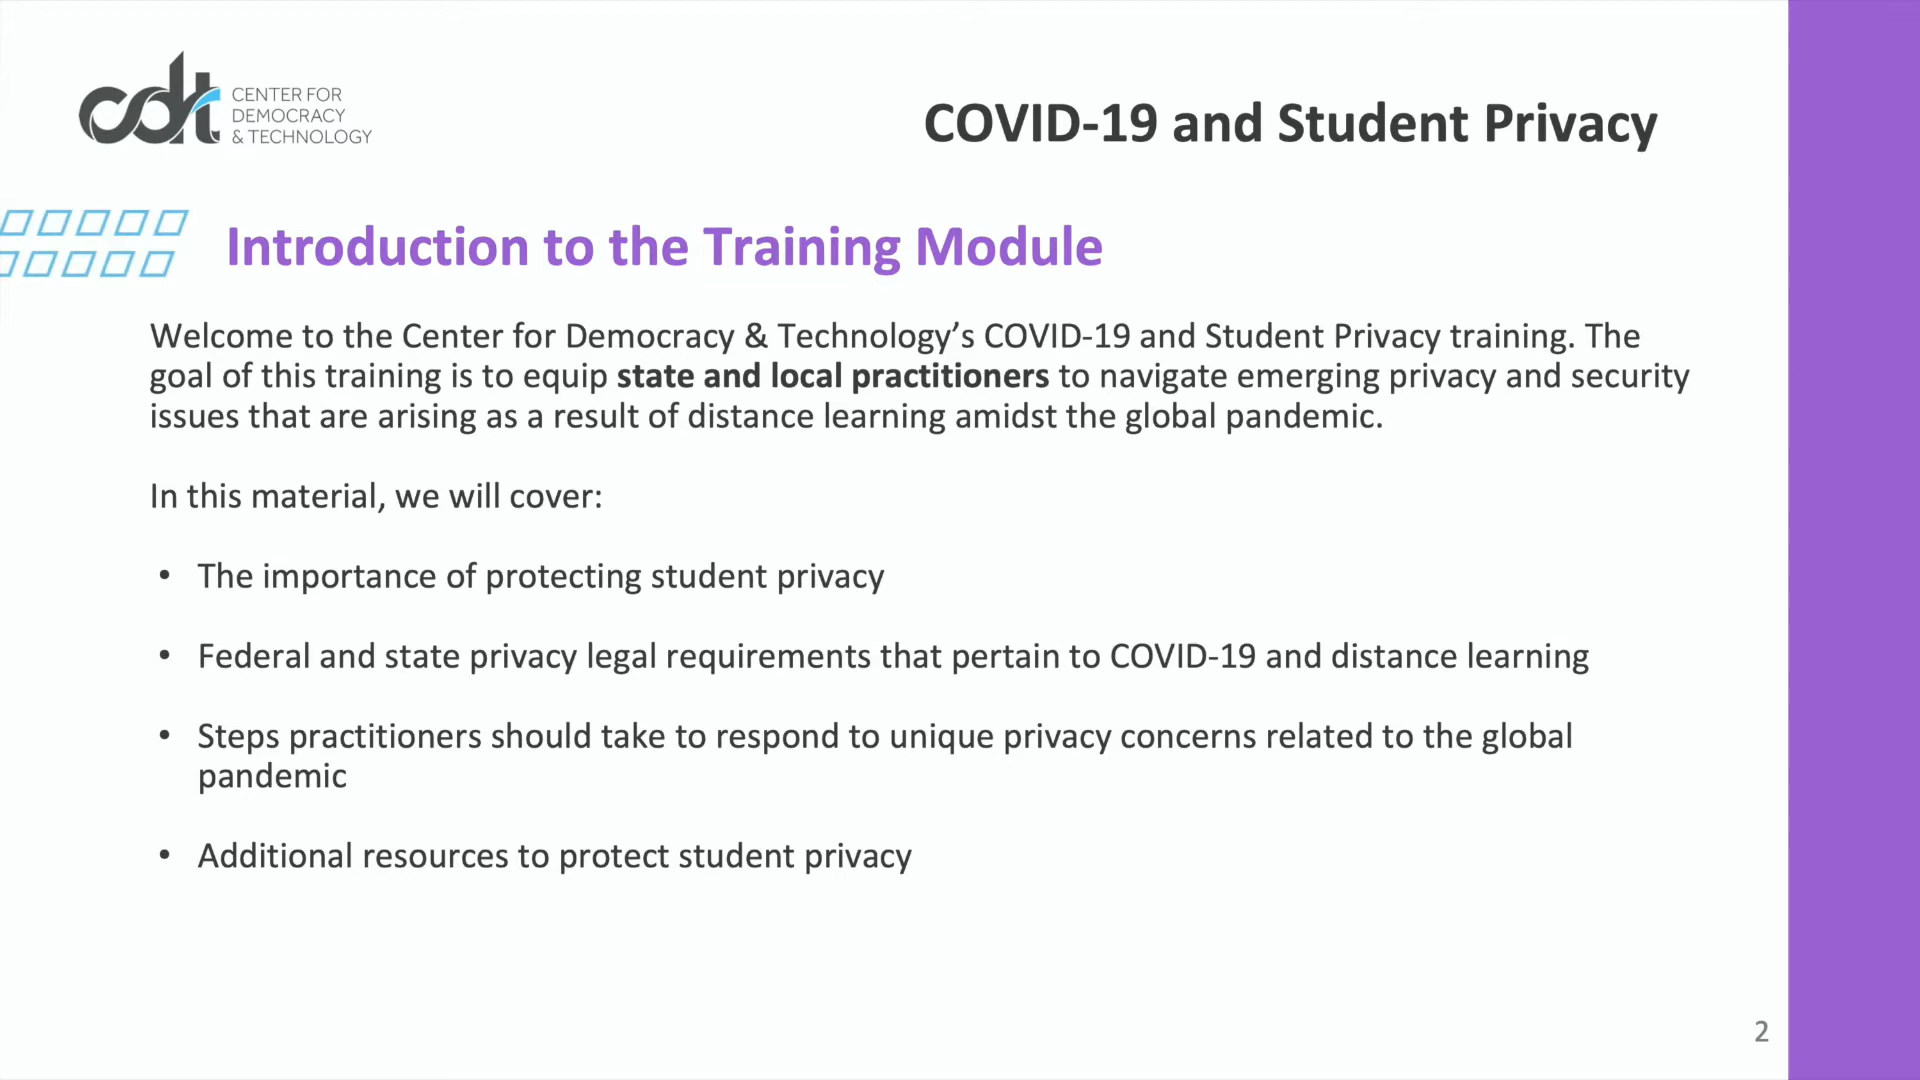 cdt
CENTER FOR
DEMOCRACY
& TECHNOLOGY
COVID-19 and Student Privacy
Introduction to the Training Module
Welcome to the Center for Democracy & Technology’s COVID-19 and Student Privacy training. The
goal of this training is to equip state and local practitioners to navigate emerging privacy and security
issues that are arising as a result of distance learning amidst the global pandemic.
In this material, we will cover:
• The importance of protecting student privacy
• Federal and state privacy legal requirements that pertain to COVID-19 and distance learning
• Steps practitioners should take to respond to unique privacy concerns related to the global
pandemic
• Additional resources to protect student privacy
2